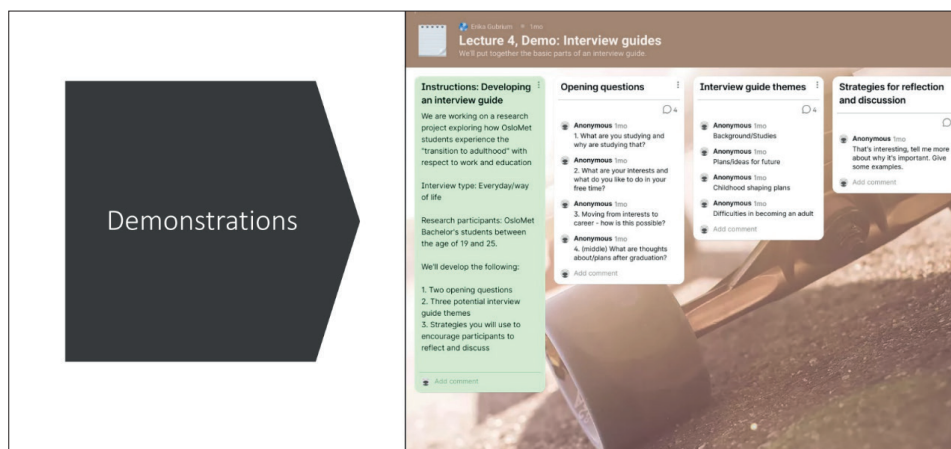 Demonstrations
Erika Gubrium 1mo
Lecture 4, Demo: Interview guides
We'll put together the basic parts of an interview guide.
Instructions: Developing
an interview guide
We are working on a research
project exploring how OsloMet
students experience the
"transition to adulthood" with
respect to work and education
Interview type: Everyday/way
of life
Research participants: OsloMet
Bachelor's students between
the age of 19 and 25.
We'll develop the following:
1. Two opening questions
2. Three potential interview
guide themes
3. Strategies you will use to
encourage participants to
reflect and discuss
Add comment
Opening questions
4
Anonymous 1mo
1. What are you studying and
why are studying that?
Anonymous 1mo
2. What are your interests and
what do you like to do in your
free time?
Anonymous 1mo
3. Moving from interests to
career - how is this possible?
Anonymous 1mo
4. (middle) What are thoughts
about/plans after graduation?
Add comment
Interview guide themes
4
Anonymous 1mo
Background/Studies
Anonymous 1mo
Plans/ideas for future
Anonymous 1mo
Childhood shaping plans
Anonymous 1mo
Difficulties in becoming an adult
Add comment
Strategies for reflection
and discussion
Anonymous 1mo
That's interesting, tell me more
about why it's important. Give
some examples.
Add comment